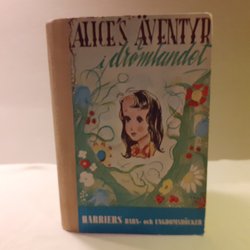 ALICE'S ÄVENTYR
i drömlandet
BARRIERS BARN- och UNGDOMSBÖCKER